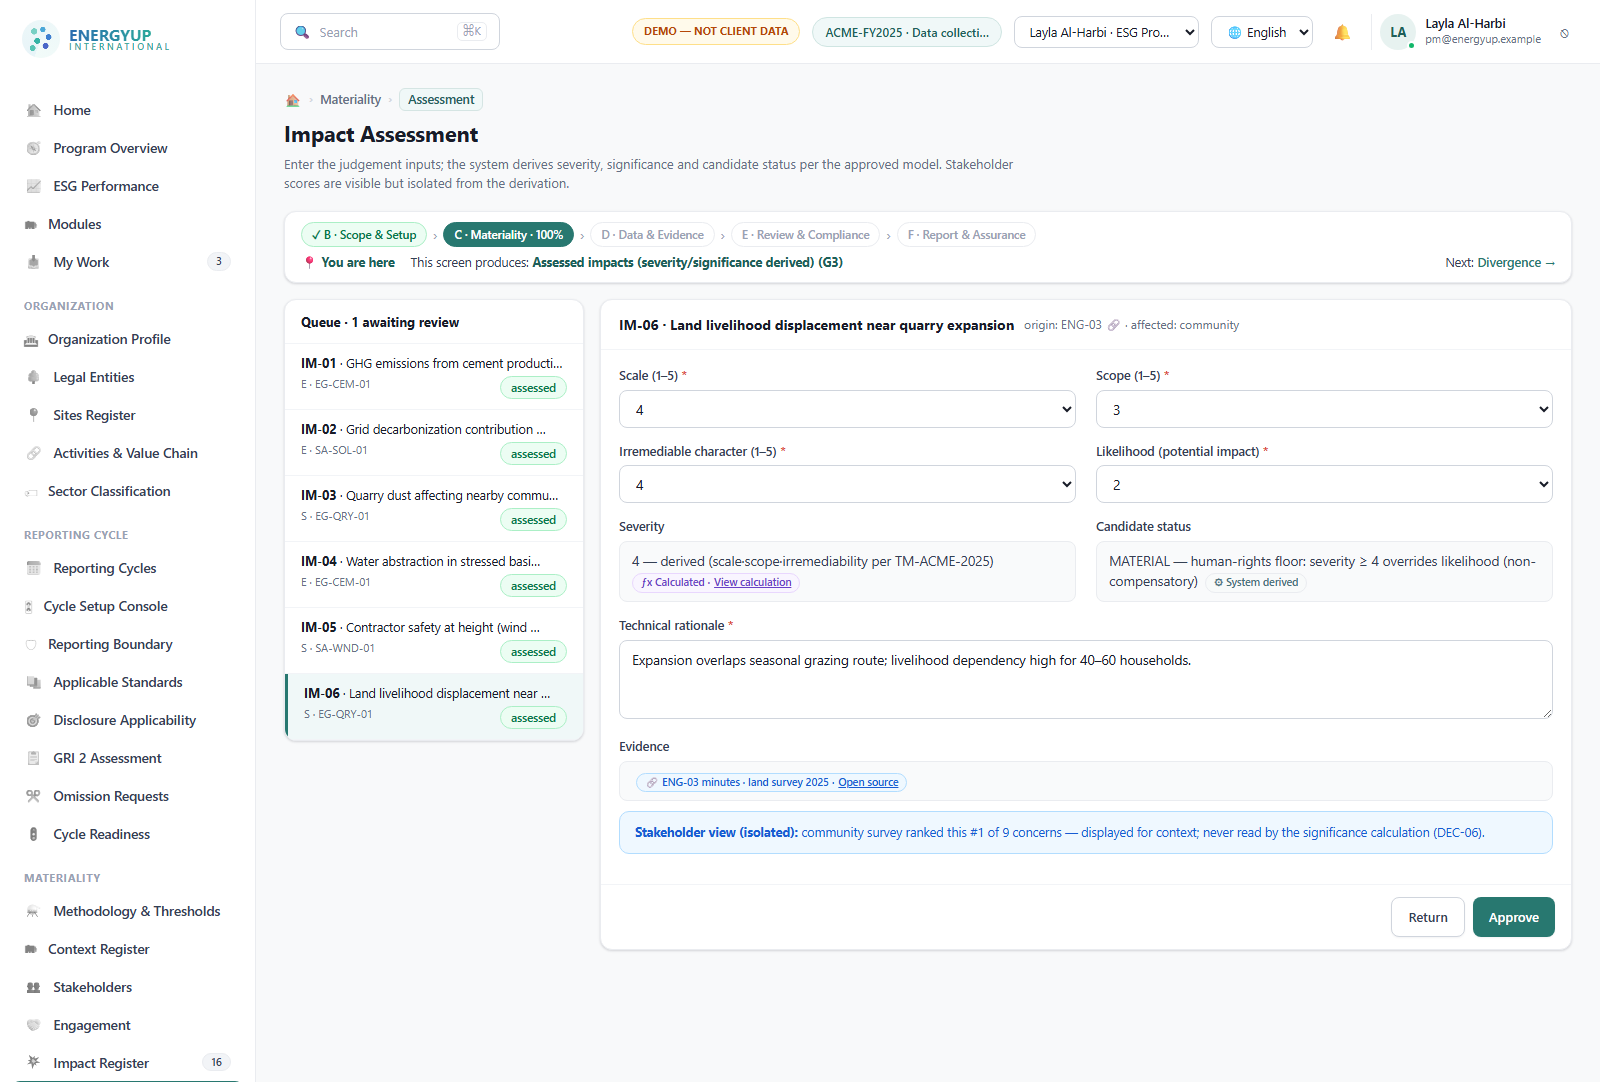 ENERGYUP
INTERNATIONAL
Search
⌘K
DEMO — NOT CLIENT DATA
ACME-FY2025 · Data collecti...
Layla Al-Harbi · ESG Pro...
English
LA
Layla Al-Harbi
pm@energyup.example
Home
Program Overview
ESG Performance
Modules
My Work
3
ORGANIZATION
Organization Profile
Legal Entities
Sites Register
Activities & Value Chain
Sector Classification
REPORTING CYCLE
Reporting Cycles
Cycle Setup Console
Reporting Boundary
Applicable Standards
Disclosure Applicability
GRI 2 Assessment
Omission Requests
Cycle Readiness
MATERIALITY
Methodology & Thresholds
Context Register
Stakeholders
Engagement
Impact Register
16
› Materiality › Assessment
Impact Assessment
Enter the judgement inputs; the system derives severity, significance and candidate status per the approved model. Stakeholder
scores are visible but isolated from the derivation.
✓ B · Scope & Setup › C · Materiality · 100% › D · Data & Evidence › E · Review & Compliance › F · Report & Assurance
You are here This screen produces: Assessed impacts (severity/significance derived) (G3)
Next: Divergence →
Queue · 1 awaiting review
IM-01 · GHG emissions from cement producti...
E · EG-CEM-01
assessed
IM-02 · Grid decarbonization contribution ...
E · SA-SOL-01
assessed
IM-03 · Quarry dust affecting nearby commu...
S · EG-QRY-01
assessed
IM-04 · Water abstraction in stressed basi...
E · EG-CEM-01
assessed
IM-05 · Contractor safety at height (wind ...
S · SA-WND-01
assessed
IM-06 · Land livelihood displacement near ...
S · EG-QRY-01
assessed
IM-06 · Land livelihood displacement near quarry expansion origin: ENG-03 · affected: community
Scale (1–5) *
4
Scope (1–5) *
3
Irremediable character (1–5) *
4
Likelihood (potential impact) *
2
Severity
4 — derived (scale·scope·irremediability per TM-ACME-2025)
ƒx Calculated · View calculation
Candidate status
MATERIAL — human-rights floor: severity ≥ 4 overrides likelihood (non-
compensatory) ⚙ System derived
Technical rationale *
Expansion overlaps seasonal grazing route; livelihood dependency high for 40–60 households.
Evidence
ENG-03 minutes · land survey 2025 · Open source
Stakeholder view (isolated): community survey ranked this #1 of 9 concerns — displayed for context; never read by the significance calculation (DEC-06).
Return
Approve